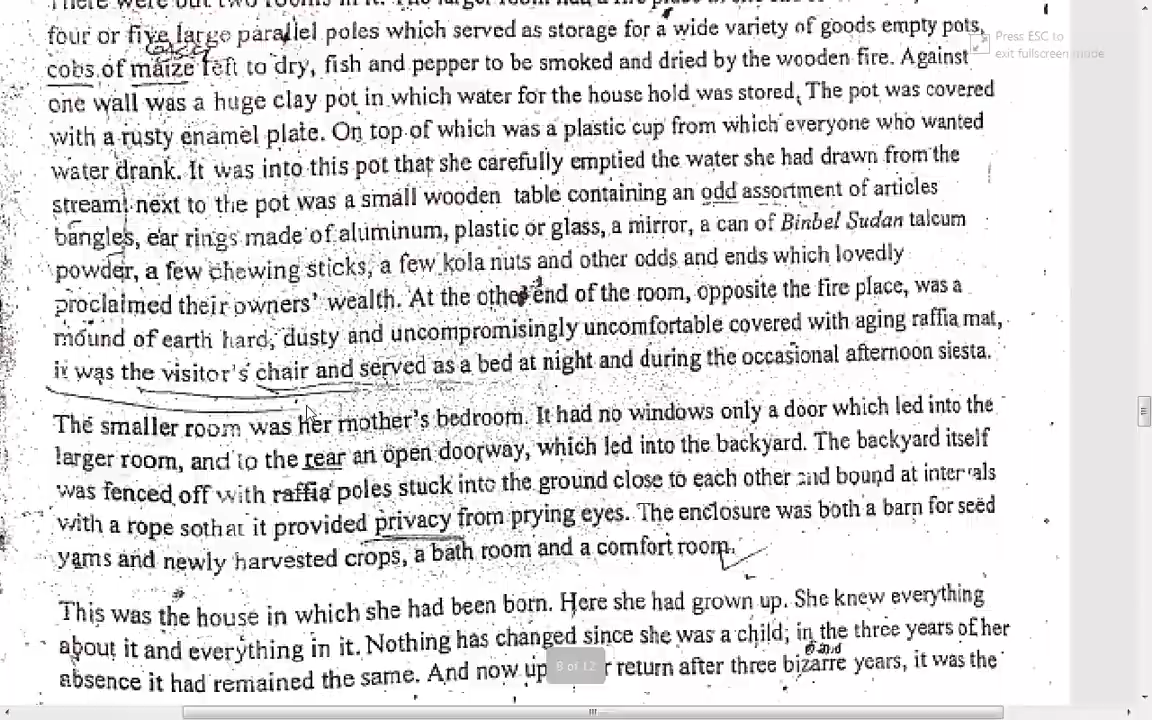 There were but two rooms in it. The larger room had a fire place
four or five large parallel poles which served as storage for a wide variety of goods empty pots,
cobs of maize left to dry, fish and pepper to be smoked and dried by the wooden fire. Against
one wall was a huge clay pot in which water for the house hold was stored. The pot was covered
with a rusty enamel plate. On top of which was a plastic cup from which everyone who wanted
water drank. It was into this pot that she carefully emptied the water she had drawn from the
stream, next to the pot was a small wooden table containing an odd assortment of articles
bangles, ear rings made of aluminum, plastic or glass, a mirror, a can of Binbel Sudan talcum
powder, a few chewing sticks, a few kola nuts and other odds and ends which lovedly
proclaimed their owners' wealth. At the other end of the room, opposite the fire place, was a
mound of earth hard, dusty and uncompromisingly uncomfortable covered with aging raffia mat,
it was the visitor's chair and served as a bed at night and during the occasional afternoon siesta.
The smaller room was her mother's bedroom. It had no windows only a door which led into the
larger room, and to the rear an open doorway, which led into the backyard. The backyard itself
was fenced off with raffia poles stuck into the ground close to each other and bound at intervals
with a rope sothat it provided privacy from prying eyes. The enclosure was both a barn for seed
yams and newly harvested crops, a bath room and a comfort room.
This was the house in which she had been born. Here she had grown up. She knew everything
about it and everything in it. Nothing has changed since she was a child; in the three years of her
absence it had remained the same. And now up r return after three bizarre years, it was the
Press ESC to
exit fullscreen mode
8 of 12